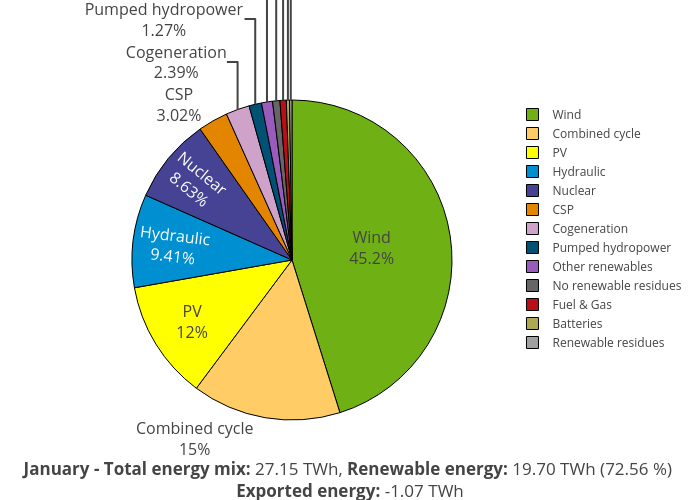 Pumped hydropower
1.27%
Cogeneration
2.39%
CSP
3.02%
Nuclear
8.63%
Hydraulic
9.41%
PV
12%
Combined cycle
15%
Wind
45.2%
Wind
Combined cycle
PV
Hydraulic
Nuclear
CSP
Cogeneration
Pumped hydropower
Other renewables
No renewable residues
Fuel & Gas
Batteries
Renewable residues
January - Total energy mix: 27.15 TWh, Renewable energy: 19.70 TWh (72.56 %)
Exported energy: -1.07 TWh